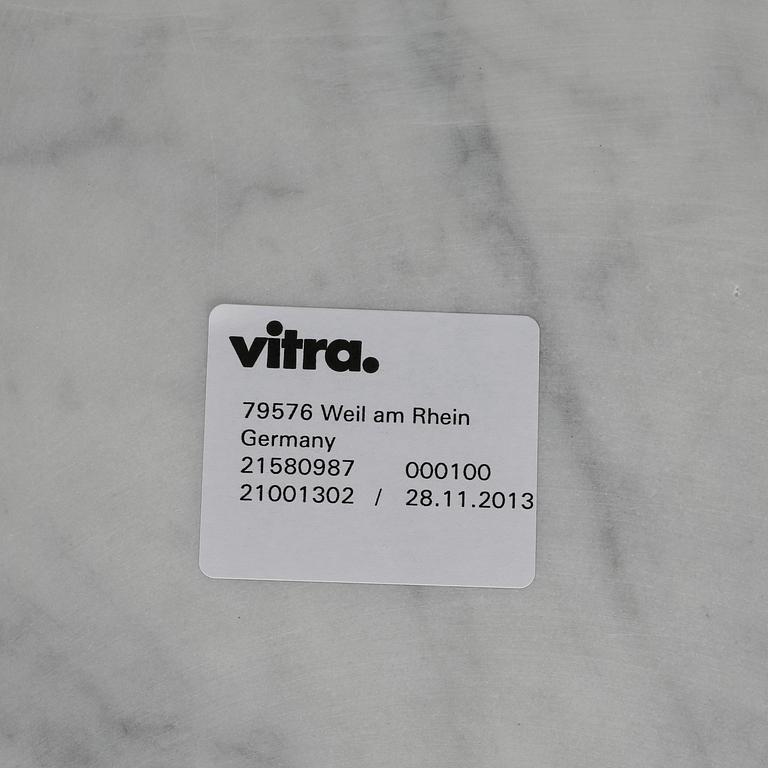 vitra.
79576 Weil am Rhein
Germany
21580987 000100
21001302 / 28.11.2013